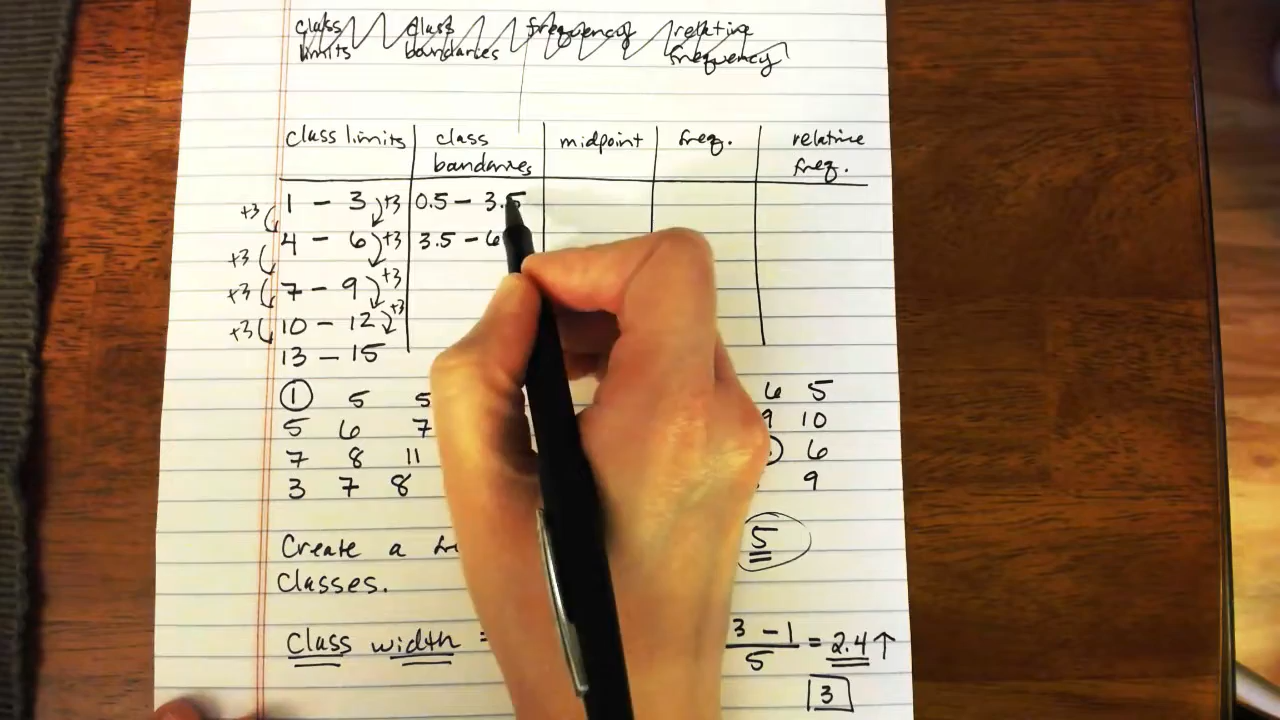 class class frequency relative
limits boundaries frequency
class limits class midpoint freq. relative
bandaries freq.
+3 1 - 3 +3 0.5 - 3.5
+3 4 - 6 +3 3.5 - 6
+3 7 - 9 +3
+3 10 - 12 +3
13 - 15
1 5 5 6 5
5 6 7 9 10
7 8 11 6
3 7 8 9
Create a 5
Classes.
Class width = 3 - 1 / 5 = 2.4 ↑
3